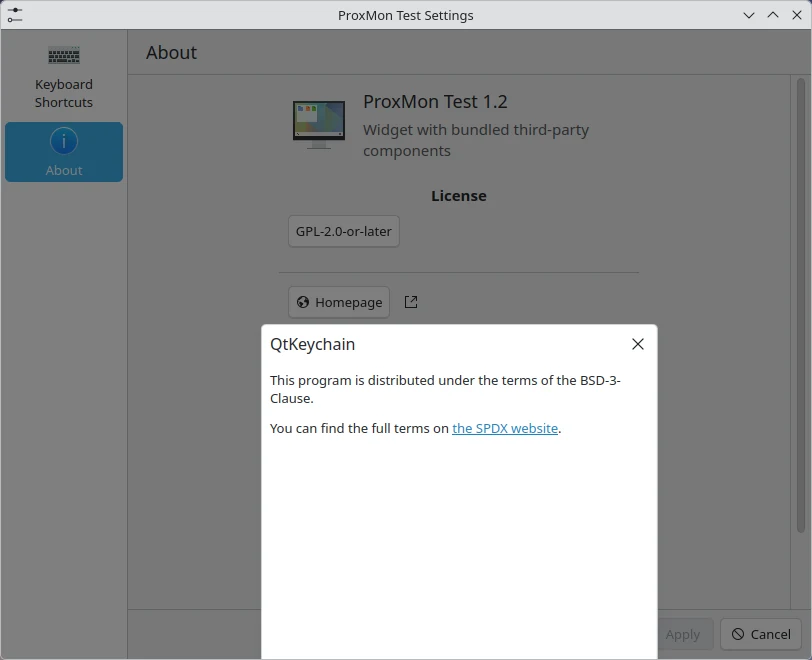 ProxMon Test Settings
Keyboard
Shortcuts
About
About
ProxMon Test 1.2
Widget with bundled third-party
components
License
GPL-2.0-or-later
Homepage
QtKeychain
This program is distributed under the terms of the BSD-3-
Clause.
You can find the full terms on the SPDX website.
Apply
Cancel